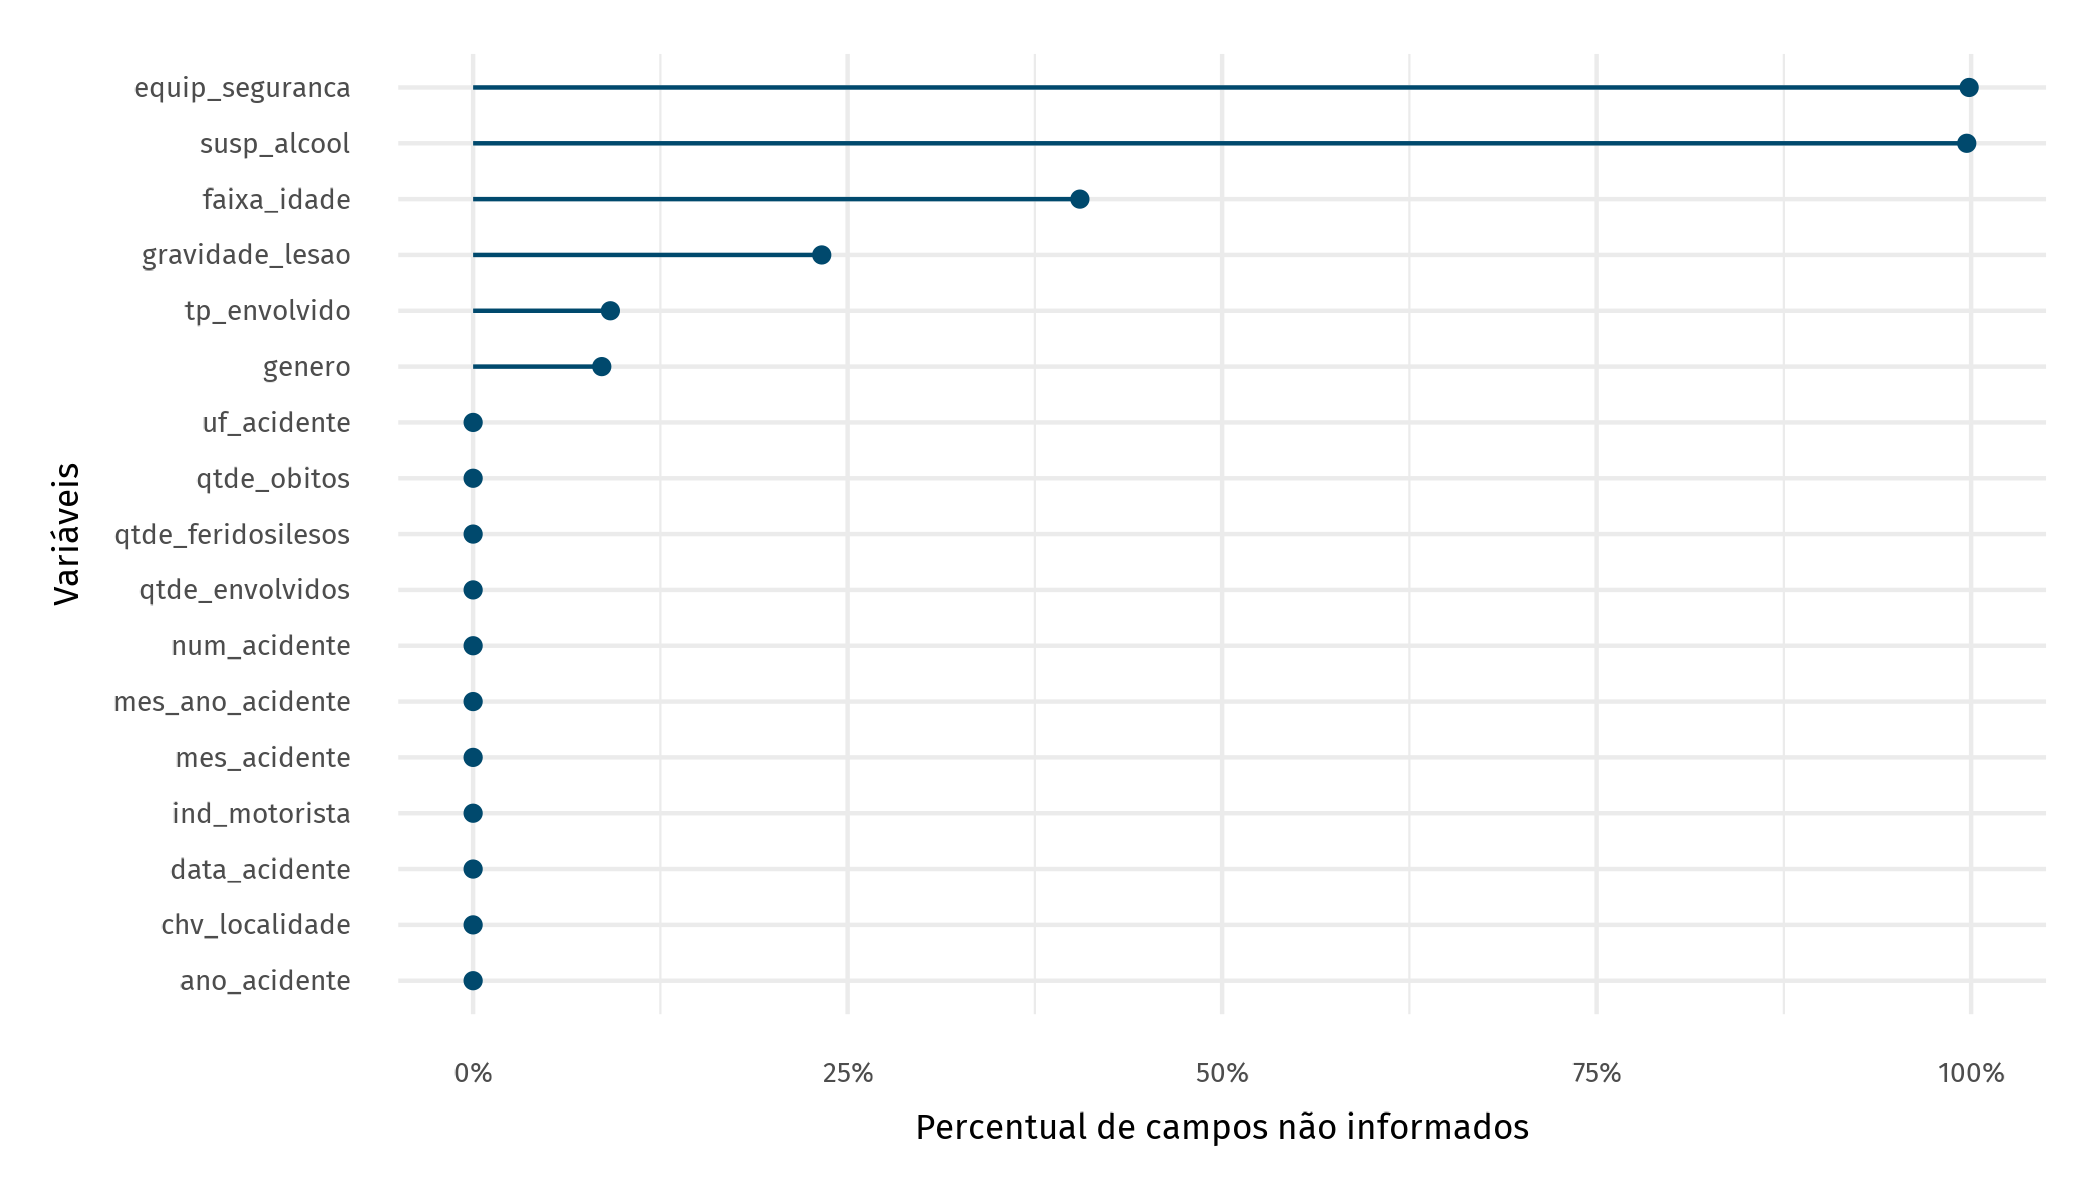 equip_seguranca
susp_alcool
faixa_idade
gravidade_lesao
tp_envolvido
genero
uf_acidente
qtde_obitos
qtde_feridosilesos
qtde_envolvidos
num_acidente
mes_ano_acidente
mes_acidente
ind_motorista
data_acidente
chv_localidade
ano_acidente
Variáveis
0% 25% 50% 75% 100%
Percentual de campos não informados